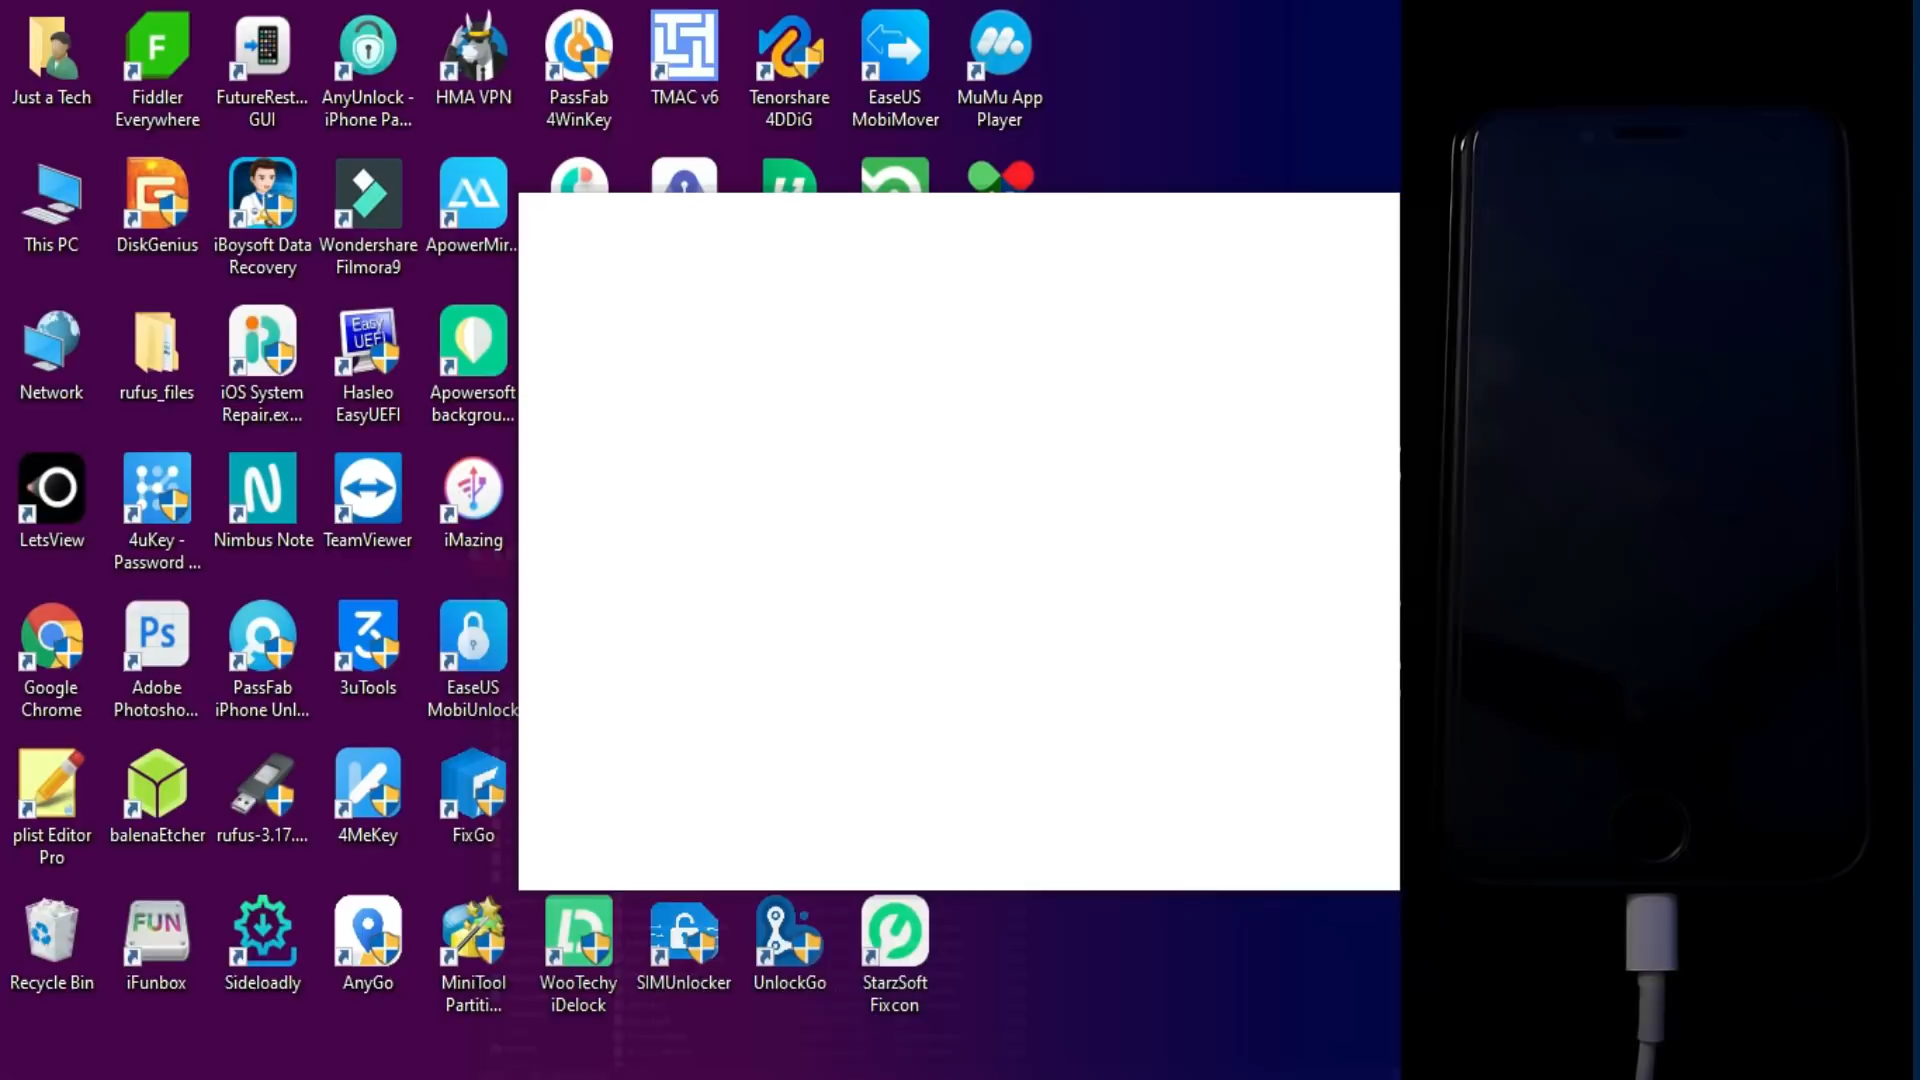 Just a Tech
Fiddler
Everywhere
FutureRest...
GUI
AnyUnlock -
iPhone Pa...
HMA VPN
PassFab
4WinKey
TMAC v6
Tenorshare
4DDiG
EaseUS
MobiMover
MuMu App
Player
This PC
DiskGenius
iBoysoft Data
Recovery
Wondershare
Filmora9
ApowerMir...
Network
rufus_files
iOS System
Repair.ex...
Easy
UEFI
Hasleo
EasyUEFI
Apowersoft
backgrou...
LetsView
4uKey -
Password ...
Nimbus Note
TeamViewer
iMazing
Google
Chrome
Ps
Adobe
Photosho...
PassFab
iPhone Unl...
3uTools
EaseUS
MobiUnlock
plist Editor
Pro
balenaEtcher
rufus-3.17....
4MeKey
FixGo
Recycle Bin
FUN
iFunbox
Sideloadly
AnyGo
MiniTool
Partiti...
WooTechy
iDelock
SIMUnlocker
UnlockGo
StarzSoft
Fixcon